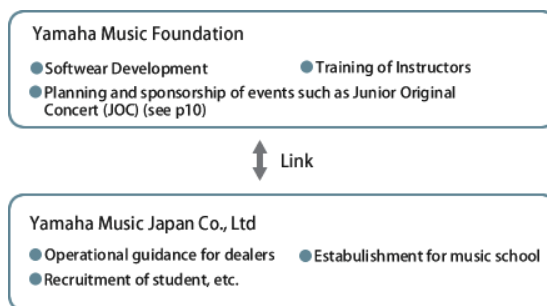 Yamaha Music Foundation
●Softwear Development ●Training of Instructors
●Planning and sponsorship of events such as Junior Original
Concert (JOC) (see p10)
Link
Yamaha Music Japan Co., Ltd
●Operational guidance for dealers ●Estabulishment for music school
●Recruitment of student, etc.